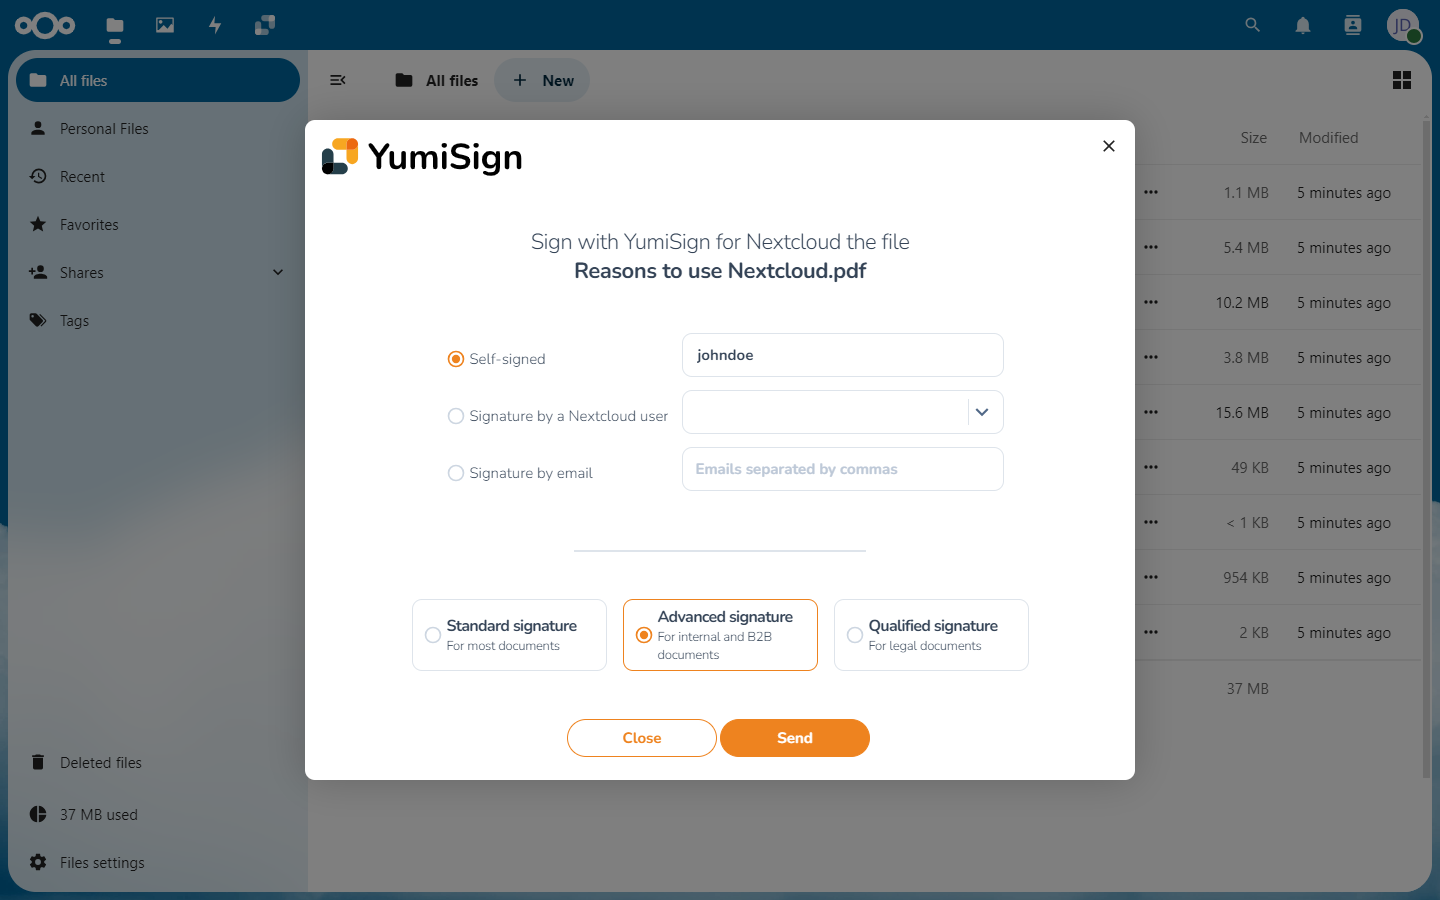 JD
All files
Personal Files
Recent
Favorites
Shares
Tags
Deleted files
37 MB used
Files settings
All files
New
Size Modified
1.1 MB 5 minutes ago
5.4 MB 5 minutes ago
10.2 MB 5 minutes ago
3.8 MB 5 minutes ago
15.6 MB 5 minutes ago
49 KB 5 minutes ago
< 1 KB 5 minutes ago
954 KB 5 minutes ago
2 KB 5 minutes ago
37 MB
YumiSign
Sign with YumiSign for Nextcloud the file
Reasons to use Nextcloud.pdf
Self-signed johndoe
Signature by a Nextcloud user
Signature by email Emails separated by commas
Standard signature
For most documents
Advanced signature
For internal and B2B
documents
Qualified signature
For legal documents
Close Send